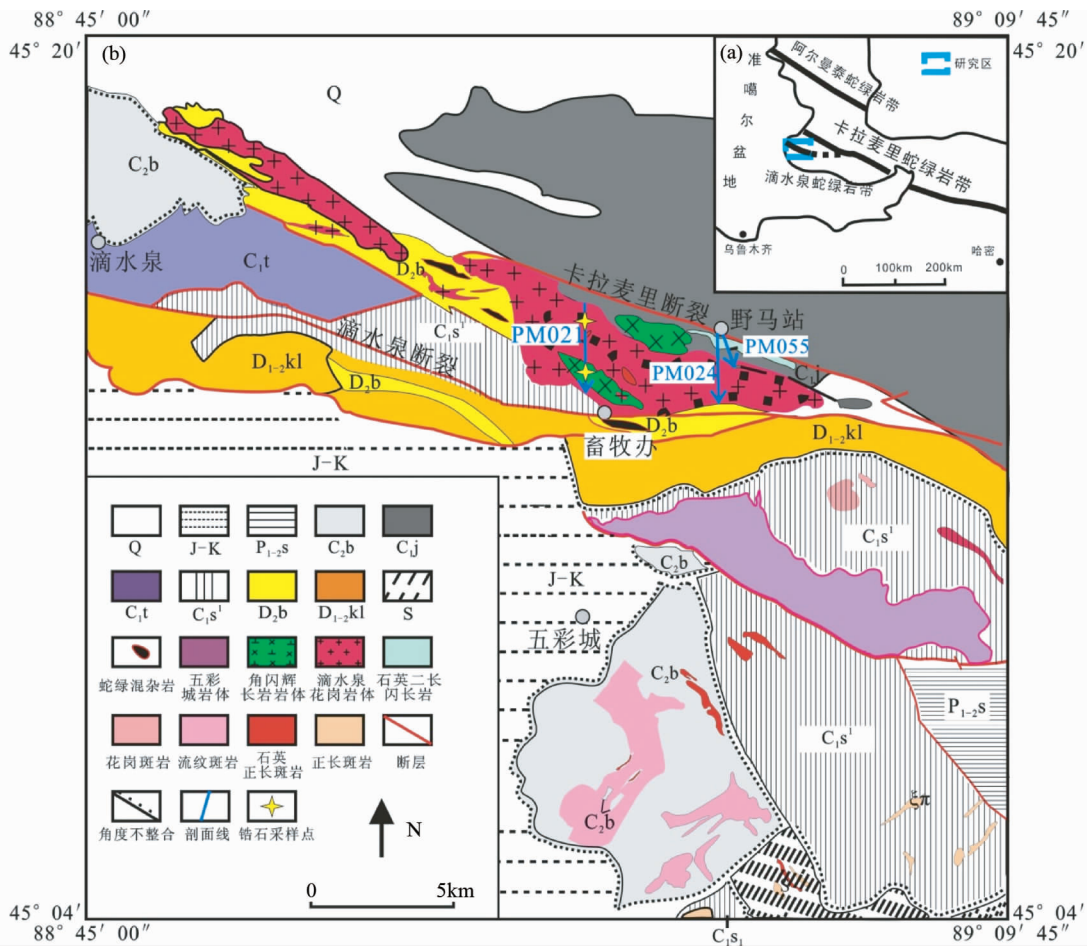 88° 45′ 00″
89° 09′ 45″
45° 20′
45° 20′
(b)
(a)
研究区
准噶尔盆地
阿尔曼泰蛇绿岩带
卡拉麦里蛇绿岩带
滴水泉蛇绿岩带
乌鲁木齐
哈密
0 100km 200km
Q
C₂b
滴水泉
C₁t
D₂b
卡拉麦里断裂
野马站
PM021
PM055
PM024
C₁j
C₁s¹
滴水泉断裂
D₁₋₂kl
D₂b
畜牧办
D₂b
D₁₋₂kl
J-K
C₁s¹
C₂b
J-K
五彩城
C₂b
P₁₋₂s
C₁s¹
C₂b
ξπ
S
Q J-K P₁₋₂s C₂b C₁j
C₁t C₁s¹ D₂b D₁₋₂kl S
蛇绿混杂岩 五彩城岩体 角闪辉长岩岩体 滴水泉花岗岩体 石英二长闪长岩
花岗斑岩 流纹斑岩 石英正长斑岩 正长斑岩 断层
角度不整合 剖面线 锆石采样点
N
0 5km
45° 04′
45° 04′
88° 45′ 00″
89° 09′ 45″
C₁s₁